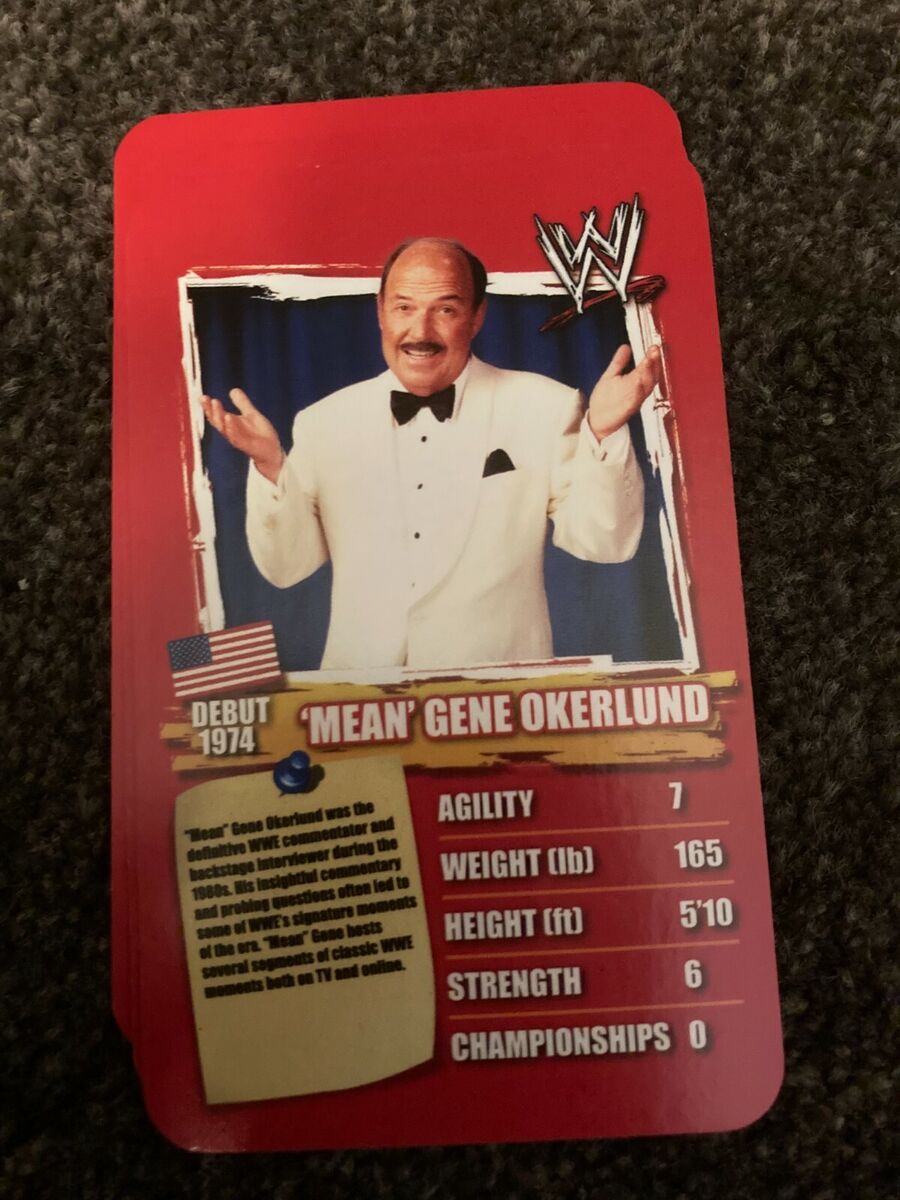 W
DEBUT
1974
'MEAN' GENE OKERLUND
"Mean" Gene Okerlund was the
definitive WWE commentator and
backstage interviewer during the
1980s. His insightful commentary
and probing questions often led to
some of WWE's signature moments
of the era. "Mean" Gene hosts
several segments of classic WWE
moments both on TV and online.
AGILITY 7
WEIGHT (lb) 165
HEIGHT (ft) 5'10
STRENGTH 6
CHAMPIONSHIPS 0